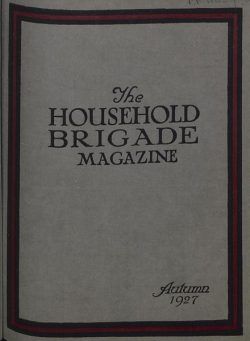 The
HOUSEHOLD
BRIGADE
MAGAZINE
Autumn
1927